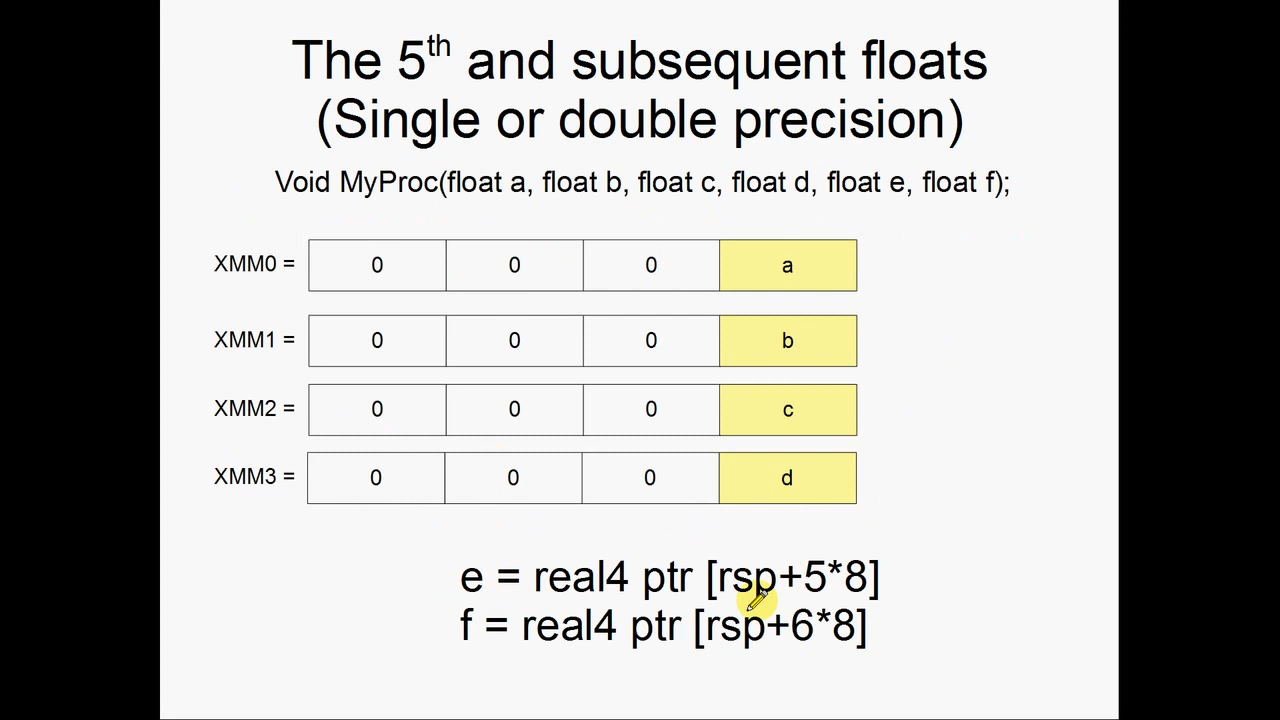 The 5th and subsequent floats
(Single or double precision)
Void MyProc(float a, float b, float c, float d, float e, float f);
XMM0 = 0 0 0 a
XMM1 = 0 0 0 b
XMM2 = 0 0 0 c
XMM3 = 0 0 0 d
e = real4 ptr [rsp+5*8]
f = real4 ptr [rsp+6*8]